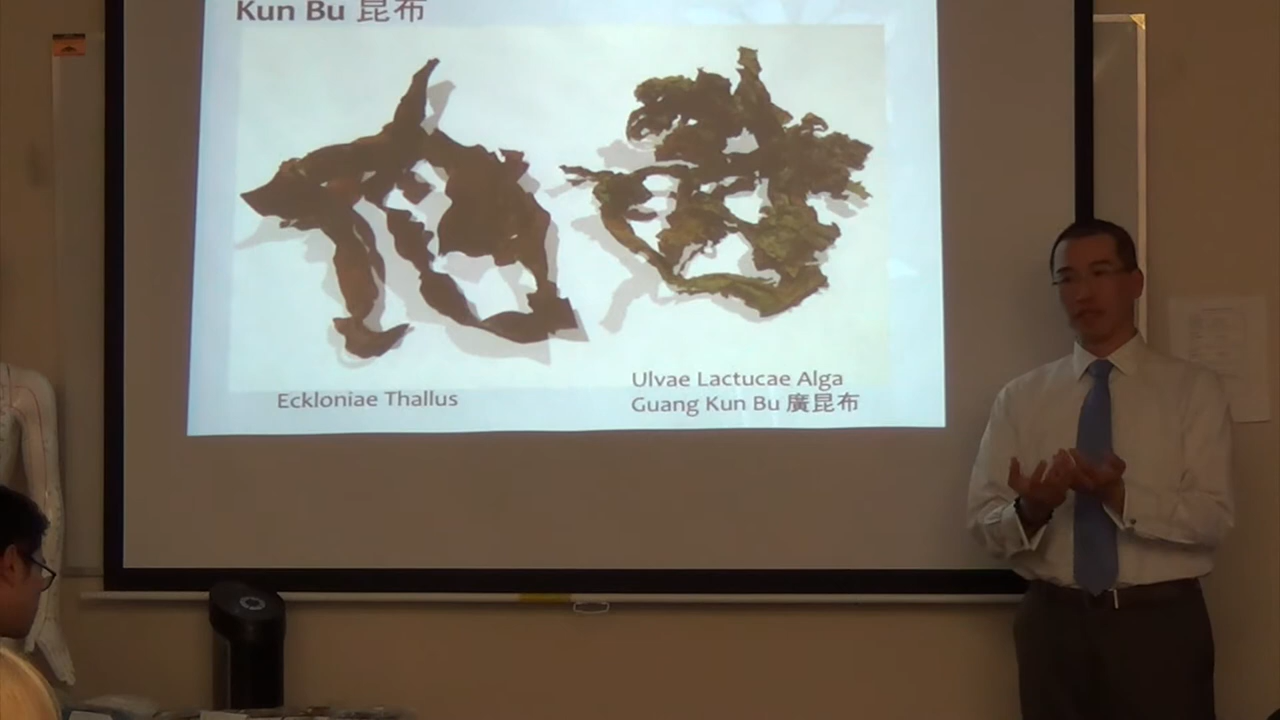 Kun Bu 昆布
Eckloniae Thallus
Ulvae Lactucae Alga
Guang Kun Bu 廣昆布